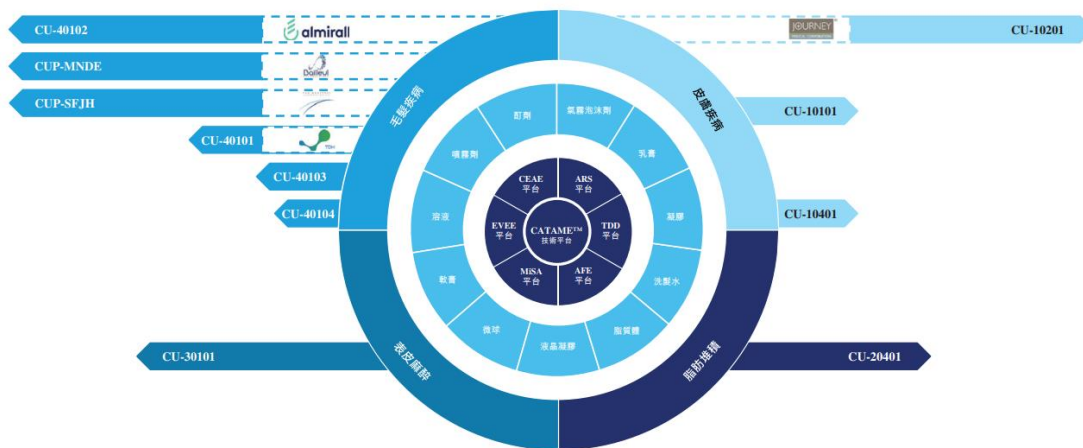 CU-40102
almirall
JOURNEY
MEDICAL CORPORATION
CU-10201
CUP-MNDE
Bailleul
CUP-SFJH
CU-40101
CU-40103
CU-40104
毛髮疾病
皮膚疾病
CU-10101
CU-10401
酊劑
氣霧泡沫劑
噴霧劑
乳膏
溶液
凝膠
軟膏
洗髮水
微球
液晶凝膠
脂質體
CEAE
平台
ARS
平台
EVEE
平台
CATAME™
技術平台
TDD
平台
MiSA
平台
AFE
平台
CU-30101
表皮麻醉
脂肪堆積
CU-20401